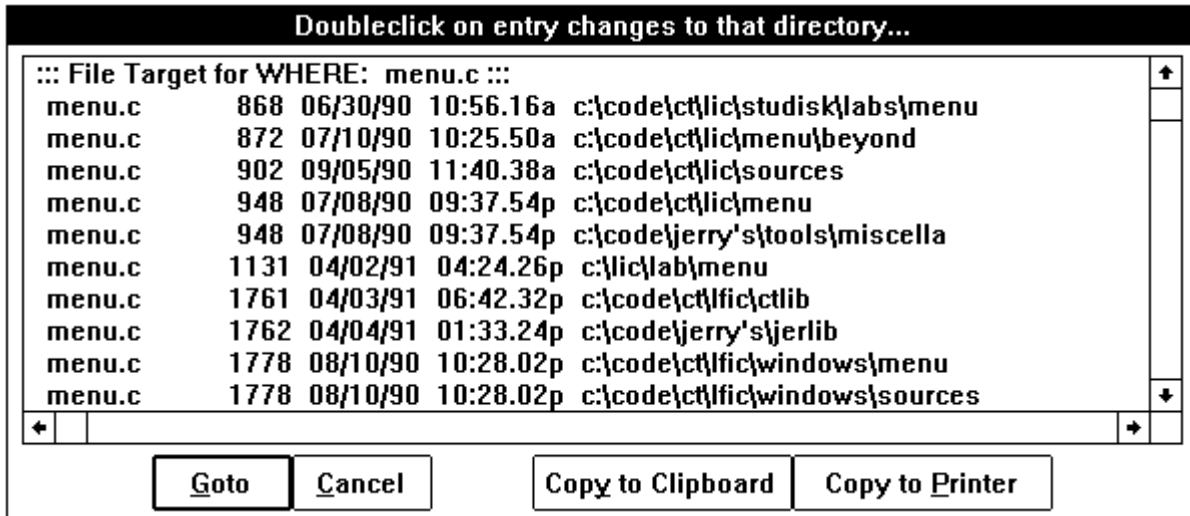 Doubleclick on entry changes to that directory...
::: File Target for WHERE:  menu.c :::
menu.c 868 06/30/90 10:56.16a c:\code\ct\lic\studisk\labs\menu
menu.c 872 07/10/90 10:25.50a c:\code\ct\lic\menu\beyond
menu.c 902 09/05/90 11:40.38a c:\code\ct\lic\sources
menu.c 948 07/08/90 09:37.54p c:\code\ct\lic\menu
menu.c 948 07/08/90 09:37.54p c:\code\jerry's\tools\miscella
menu.c 1131 04/02/91 04:24.26p c:\lic\lab\menu
menu.c 1761 04/03/91 06:42.32p c:\code\ct\lfic\ctlib
menu.c 1762 04/04/91 01:33.24p c:\code\jerry's\jerlib
menu.c 1778 08/10/90 10:28.02p c:\code\ct\lfic\windows\menu
menu.c 1778 08/10/90 10:28.02p c:\code\ct\lfic\windows\sources
Goto Cancel Copy to Clipboard Copy to Printer